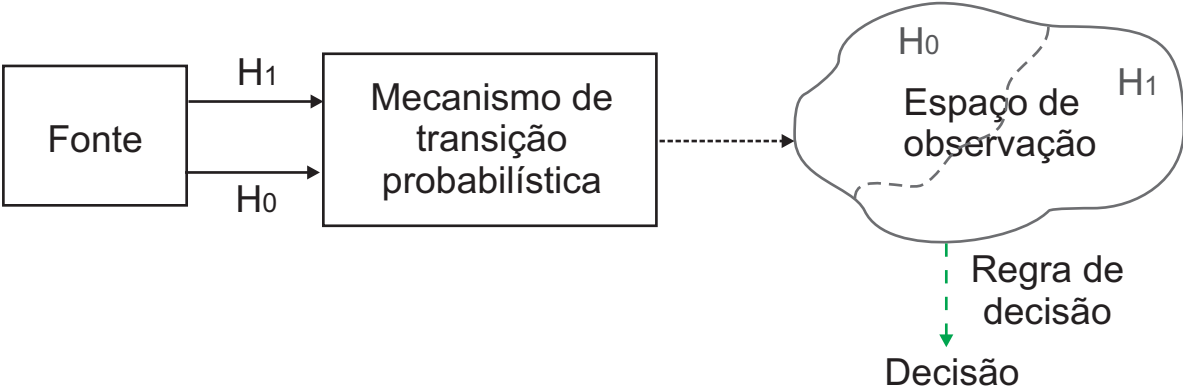 Fonte
H1
H0
Mecanismo de
transição
probabilística
H0
H1
Espaço de
observação
Regra de
decisão
Decisão